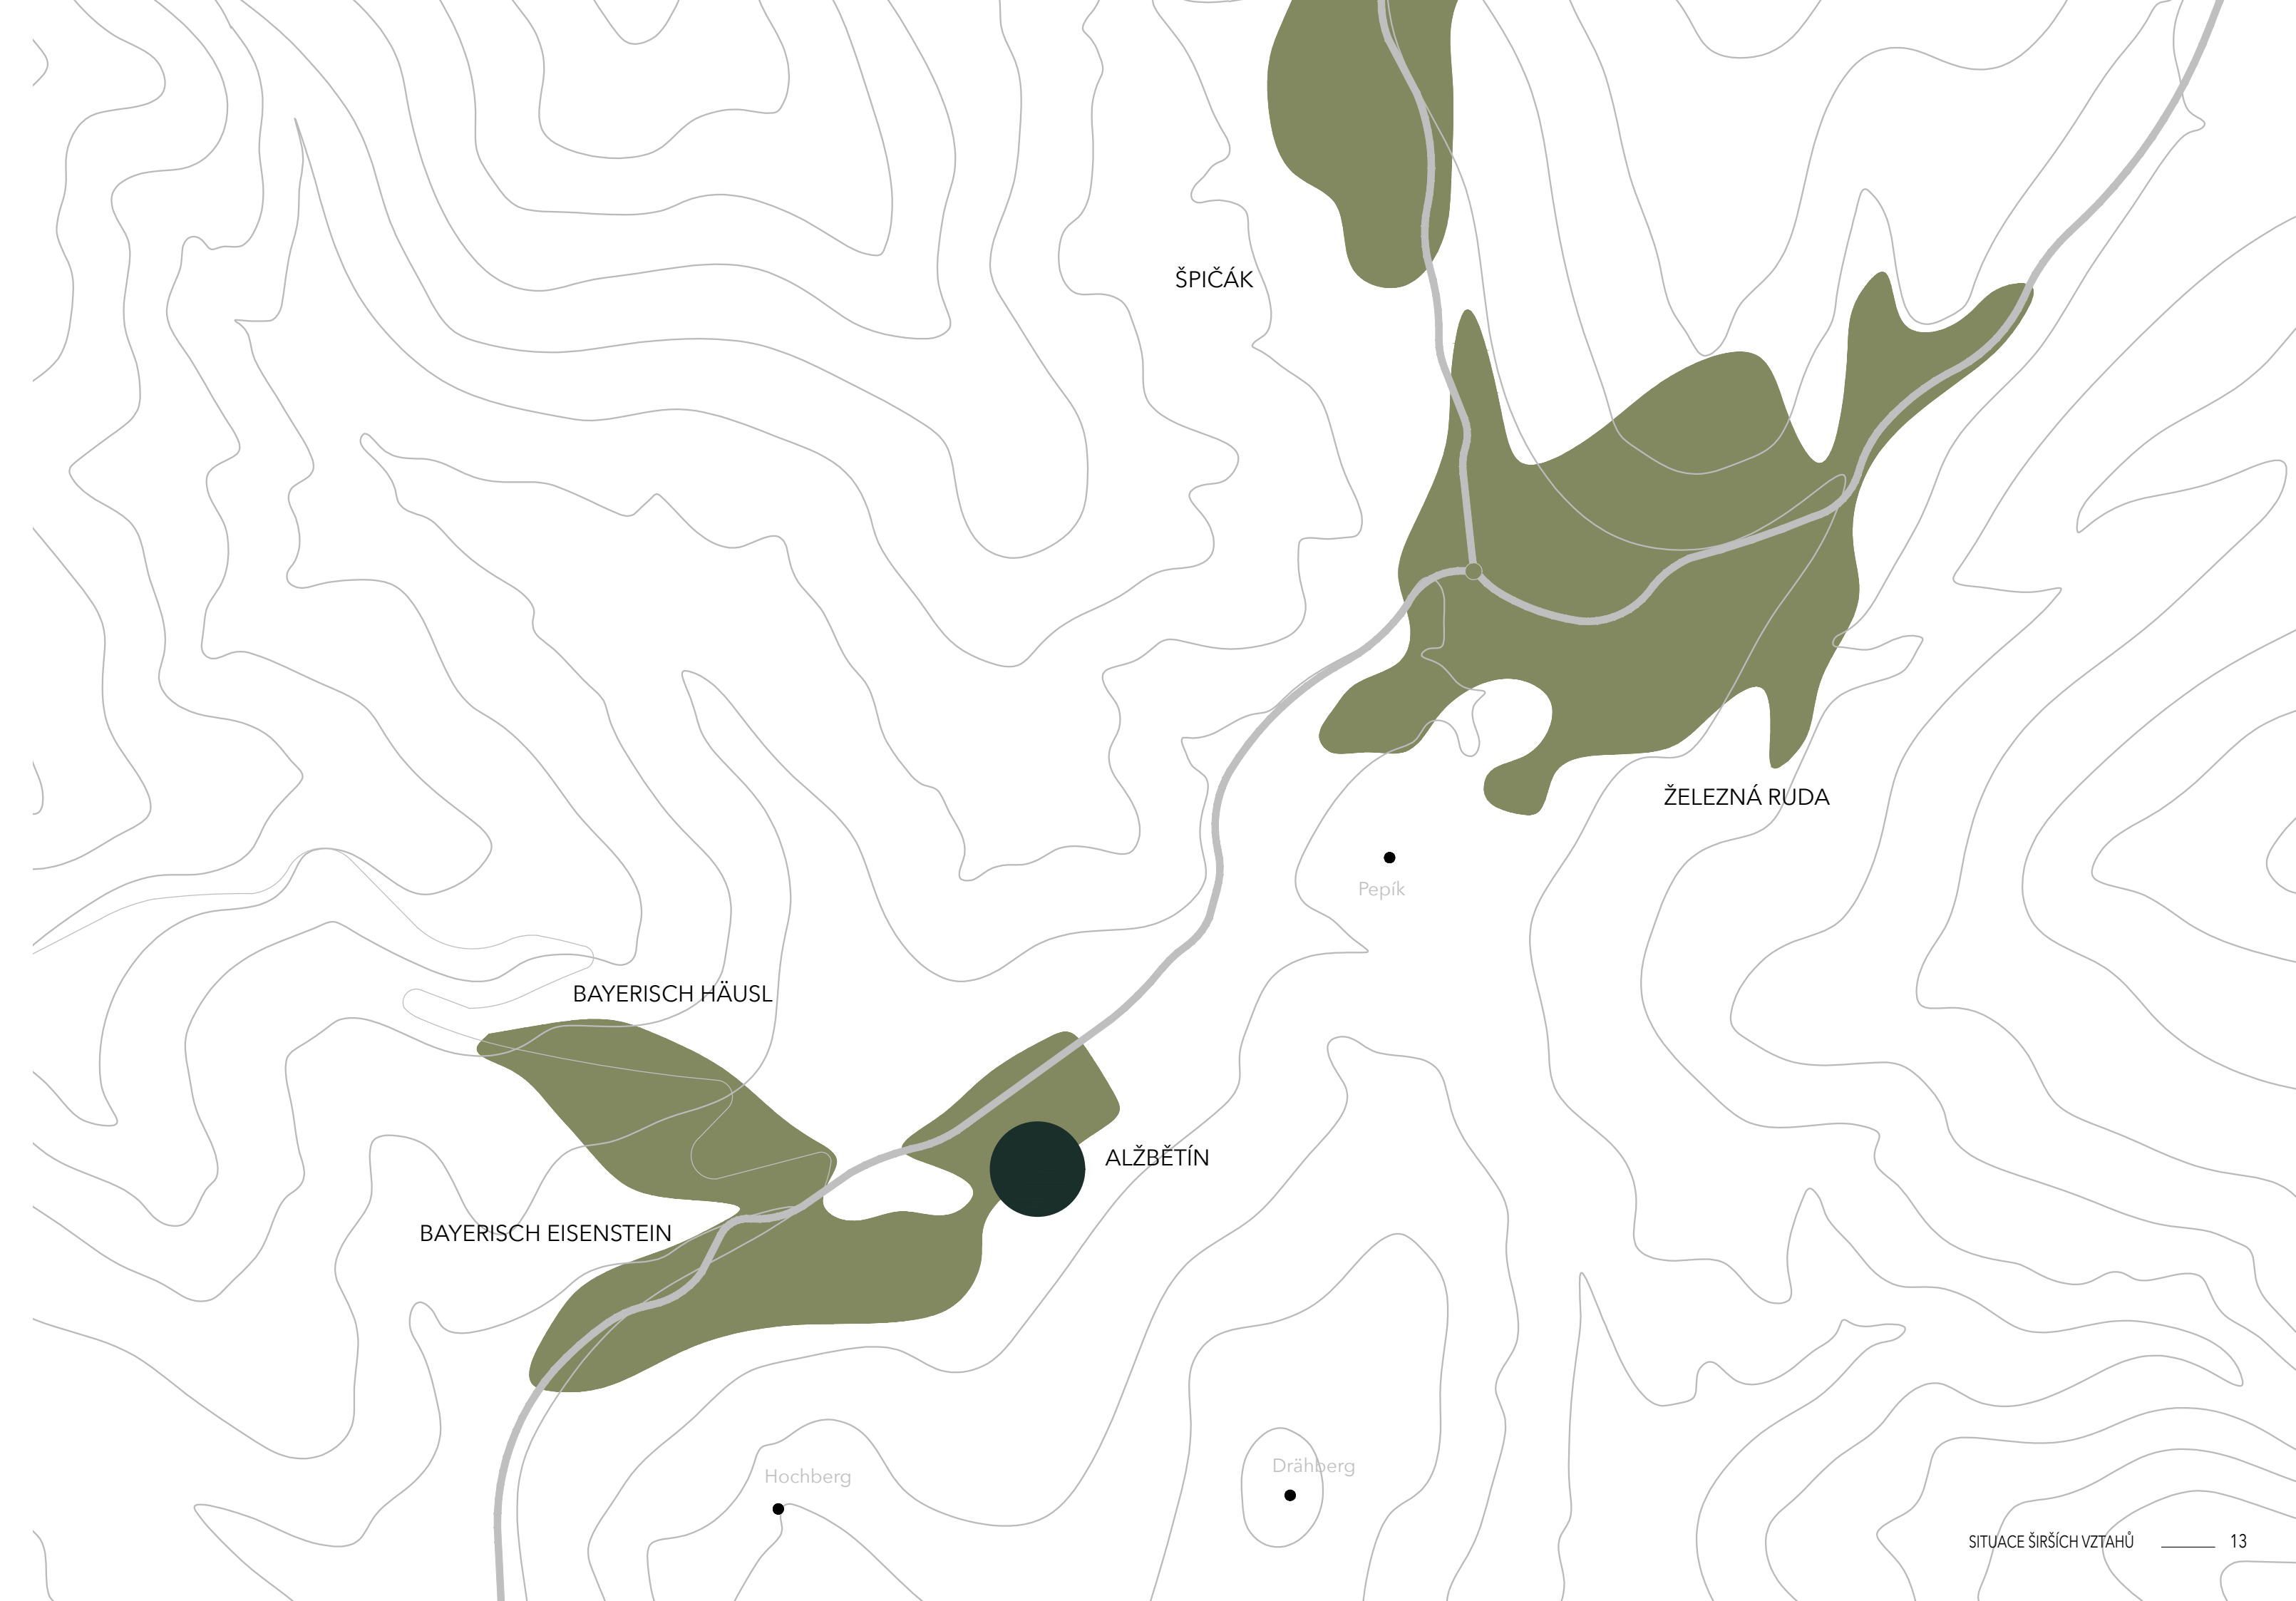 ŠPIČÁK
ŽELEZNÁ RUDA
Pepík
BAYERISCH HÄUSL
ALŽBĚTÍN
BAYERISCH EISENSTEIN
Drähberg
Hochberg
SITUACE ŠIRŠÍCH VZTAHŮ 13